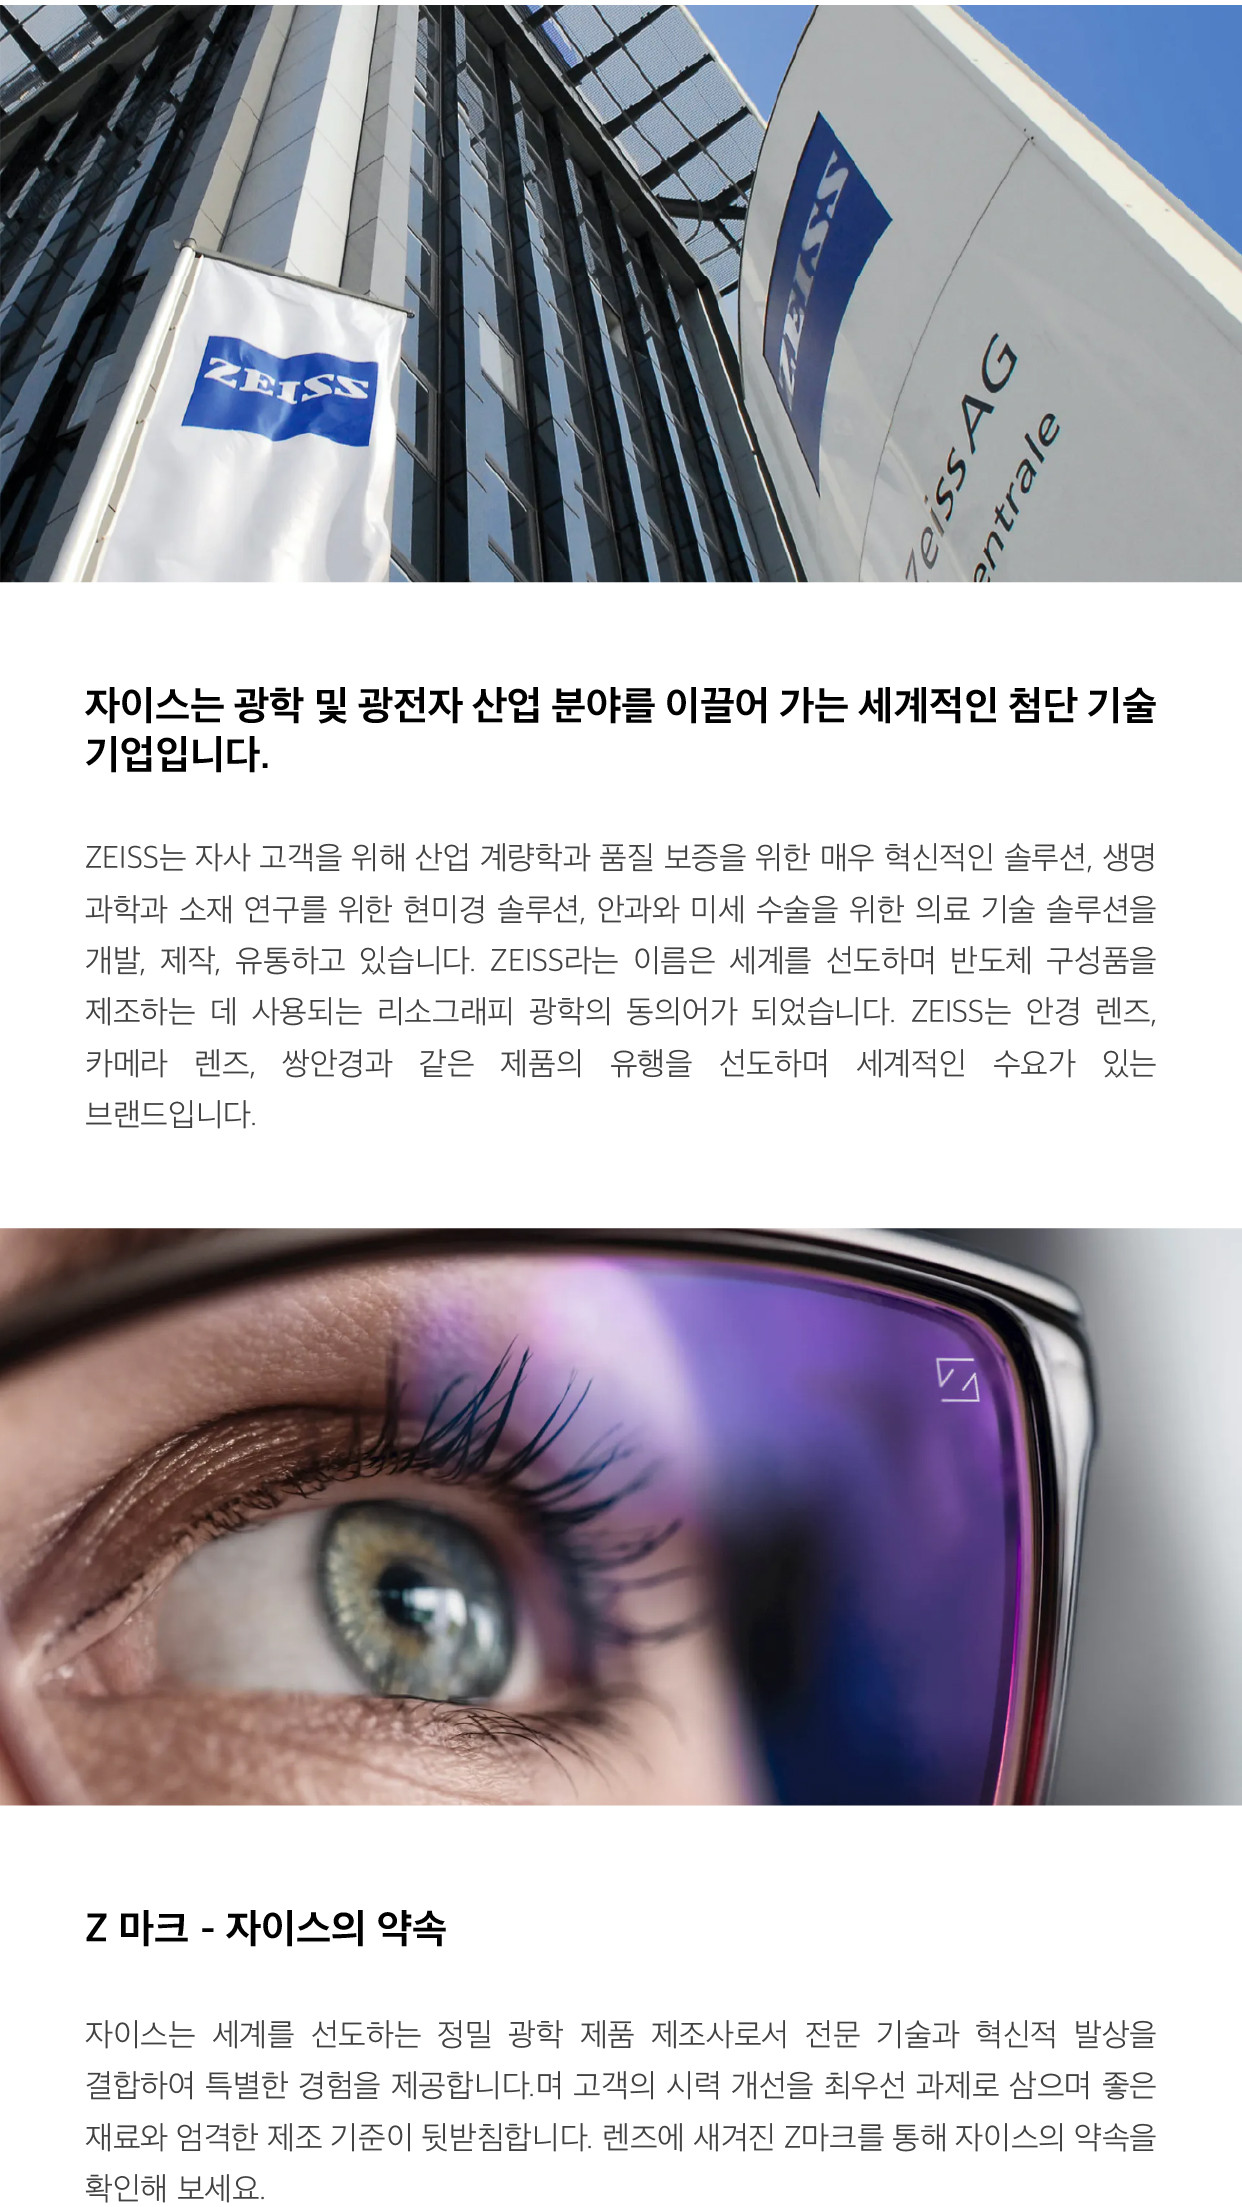 ZEISS
ZEISS
Zeiss AG
entrale
자이스는 광학 및 광전자 산업 분야를 이끌어 가는 세계적인 첨단 기술
기업입니다.
ZEISS는 자사 고객을 위해 산업 계량학과 품질 보증을 위한 매우 혁신적인 솔루션, 생명
과학과 소재 연구를 위한 현미경 솔루션, 안과와 미세 수술을 위한 의료 기술 솔루션을
개발, 제작, 유통하고 있습니다. ZEISS라는 이름은 세계를 선도하며 반도체 구성품을
제조하는 데 사용되는 리소그래피 광학의 동의어가 되었습니다. ZEISS는 안경 렌즈,
카메라 렌즈, 쌍안경과 같은 제품의 유행을 선도하며 세계적인 수요가 있는
브랜드입니다.
Z 마크 - 자이스의 약속
자이스는 세계를 선도하는 정밀 광학 제품 제조사로서 전문 기술과 혁신적 발상을
결합하여 특별한 경험을 제공합니다.며 고객의 시력 개선을 최우선 과제로 삼으며 좋은
재료와 엄격한 제조 기준이 뒷받침합니다. 렌즈에 새겨진 Z마크를 통해 자이스의 약속을
확인해 보세요.